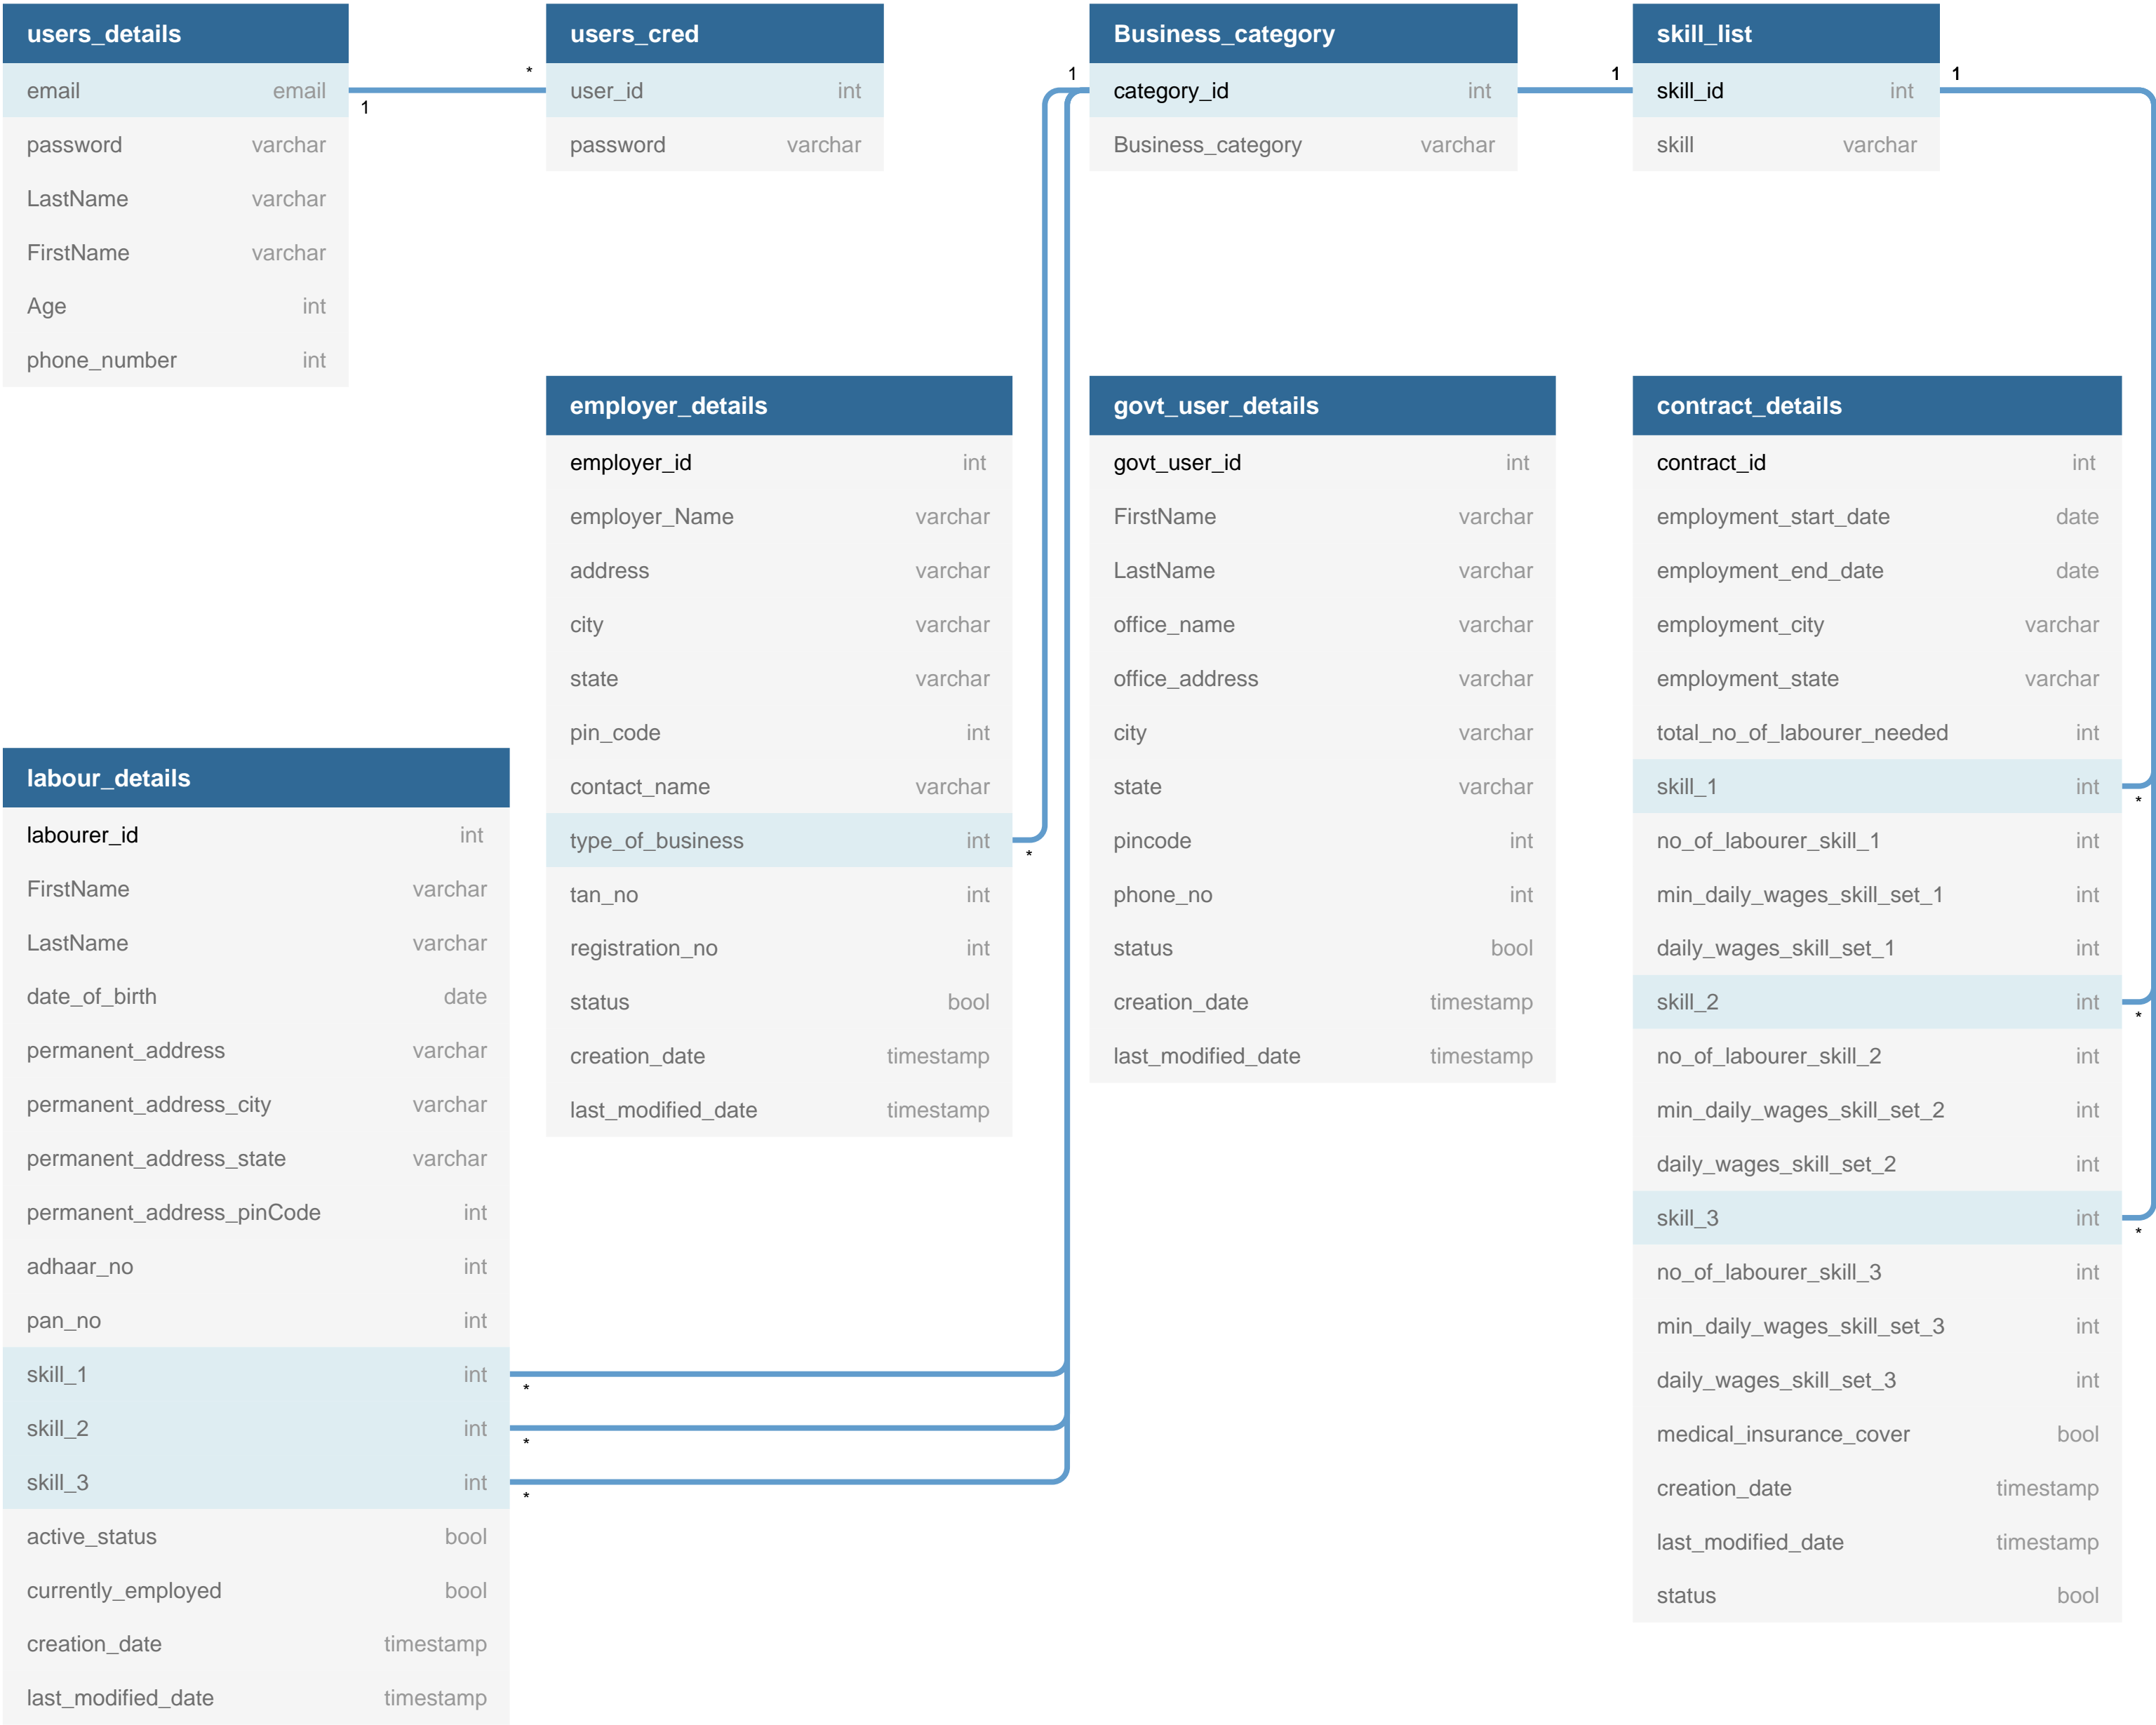 users_details
email email
password varchar
LastName varchar
FirstName varchar
Age int
phone_number int
1
*
users_cred
user_id int
password varchar
1
Business_category
category_id int
Business_category varchar
1
skill_list
skill_id int
skill varchar
1
employer_details
employer_id int
employer_Name varchar
address varchar
city varchar
state varchar
pin_code int
contact_name varchar
type_of_business int
*
tan_no int
registration_no int
status bool
creation_date timestamp
last_modified_date timestamp
govt_user_details
govt_user_id int
FirstName varchar
LastName varchar
office_name varchar
office_address varchar
city varchar
state varchar
pincode int
phone_no int
status bool
creation_date timestamp
last_modified_date timestamp
contract_details
contract_id int
employment_start_date date
employment_end_date date
employment_city varchar
employment_state varchar
total_no_of_labourer_needed int
skill_1 int
*
no_of_labourer_skill_1 int
min_daily_wages_skill_set_1 int
daily_wages_skill_set_1 int
skill_2 int
*
no_of_labourer_skill_2 int
min_daily_wages_skill_set_2 int
daily_wages_skill_set_2 int
skill_3 int
*
no_of_labourer_skill_3 int
min_daily_wages_skill_set_3 int
daily_wages_skill_set_3 int
medical_insurance_cover bool
creation_date timestamp
last_modified_date timestamp
status bool
labour_details
labourer_id int
FirstName varchar
LastName varchar
date_of_birth date
permanent_address varchar
permanent_address_city varchar
permanent_address_state varchar
permanent_address_pinCode int
adhaar_no int
pan_no int
skill_1 int
*
skill_2 int
*
skill_3 int
*
active_status bool
currently_employed bool
creation_date timestamp
last_modified_date timestamp